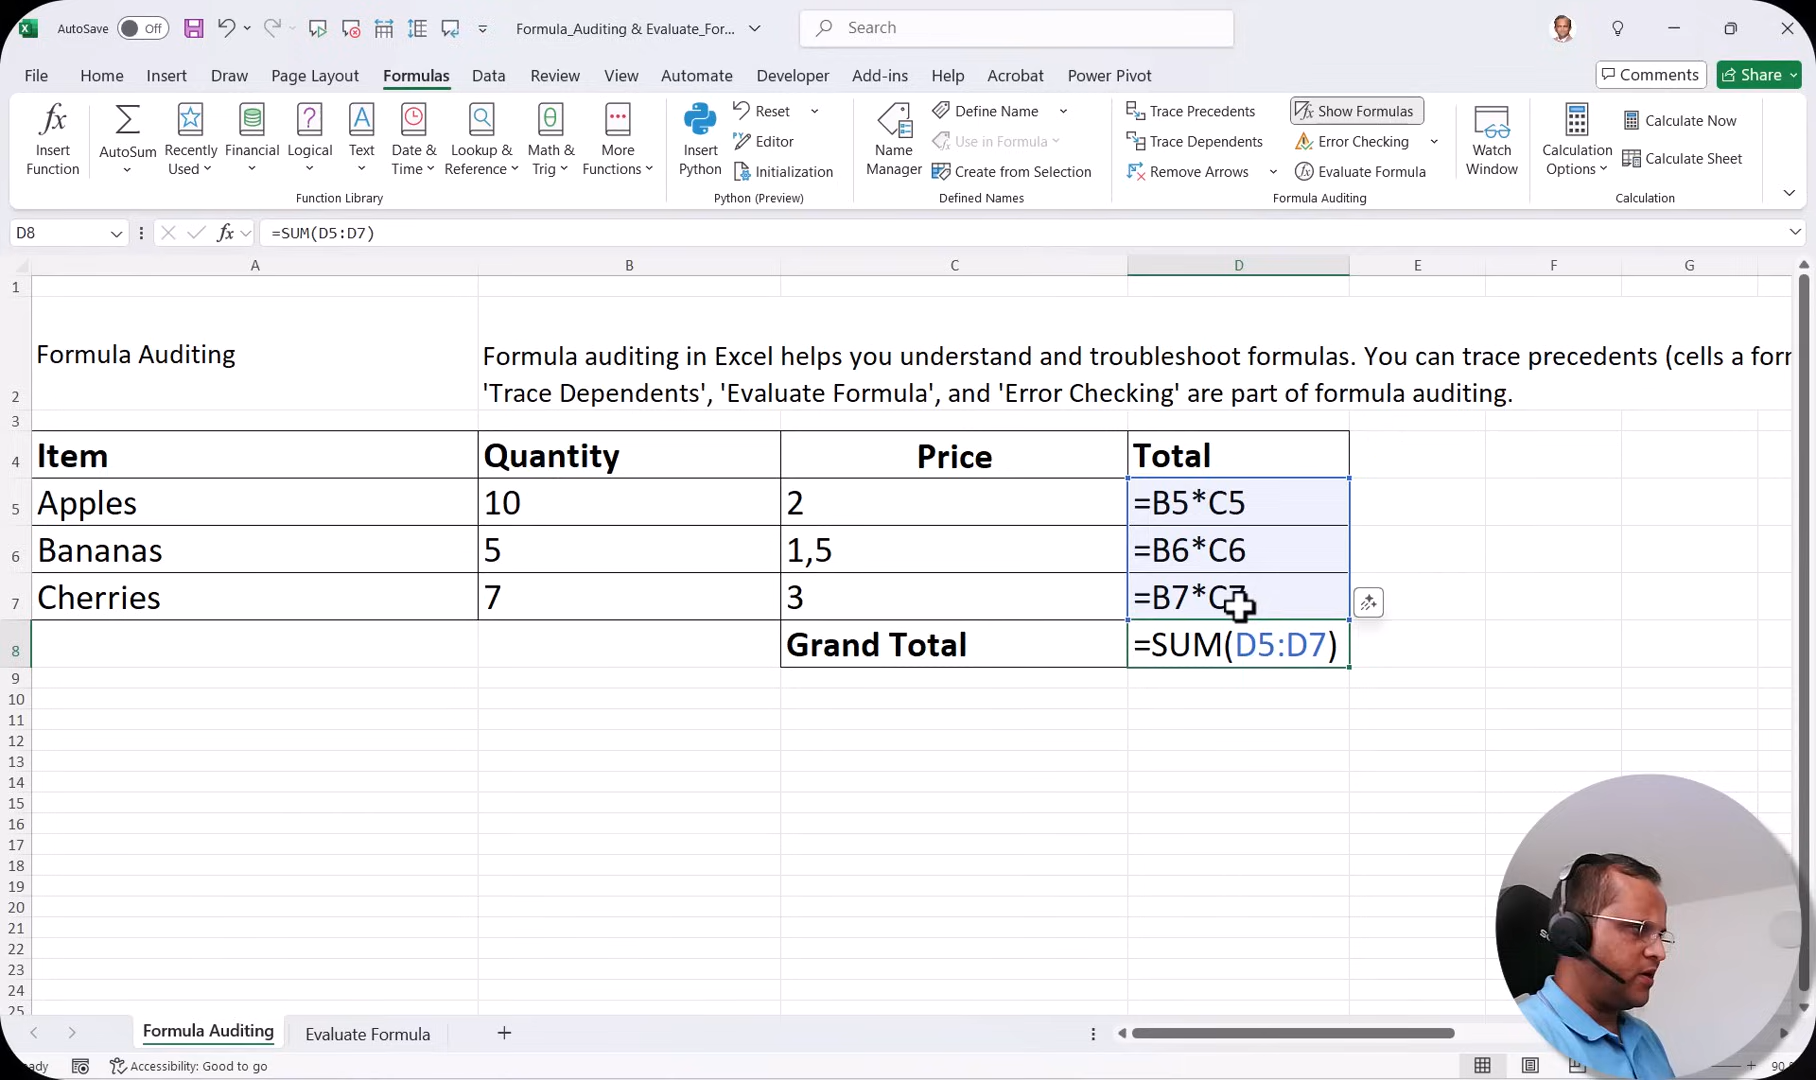 AutoSave Off Formula_Auditing & Evaluate_For... Search
File Home Insert Draw Page Layout Formulas Data Review View Automate Developer Add-ins Help Acrobat Power Pivot Comments Share
Insert Function
AutoSum
Recently Used
Financial
Logical
Text
Date & Time
Lookup & Reference
Math & Trig
More Functions
Function Library
Insert Python
Reset
Editor
Initialization
Python (Preview)
Name Manager
Define Name
Use in Formula
Create from Selection
Defined Names
Trace Precedents
Trace Dependents
Remove Arrows
Show Formulas
Error Checking
Evaluate Formula
Formula Auditing
Watch Window
Calculation Options
Calculate Now
Calculate Sheet
Calculation
D8 fx =SUM(D5:D7)
A B C D E F G
1
2 Formula Auditing Formula auditing in Excel helps you understand and troubleshoot formulas. You can trace precedents (cells a
'Trace Dependents', 'Evaluate Formula', and 'Error Checking' are part of formula auditing.
3
4 Item Quantity Price Total
5 Apples 10 2 =B5*C5
6 Bananas 5 1,5 =B6*C6
7 Cherries 7 3 =B7*C7
8 Grand Total =SUM(D5:D7)
9
10
11
12
13
14
15
16
17
18
19
20
21
22
23
24
25
Formula Auditing Evaluate Formula
Accessibility: Good to go